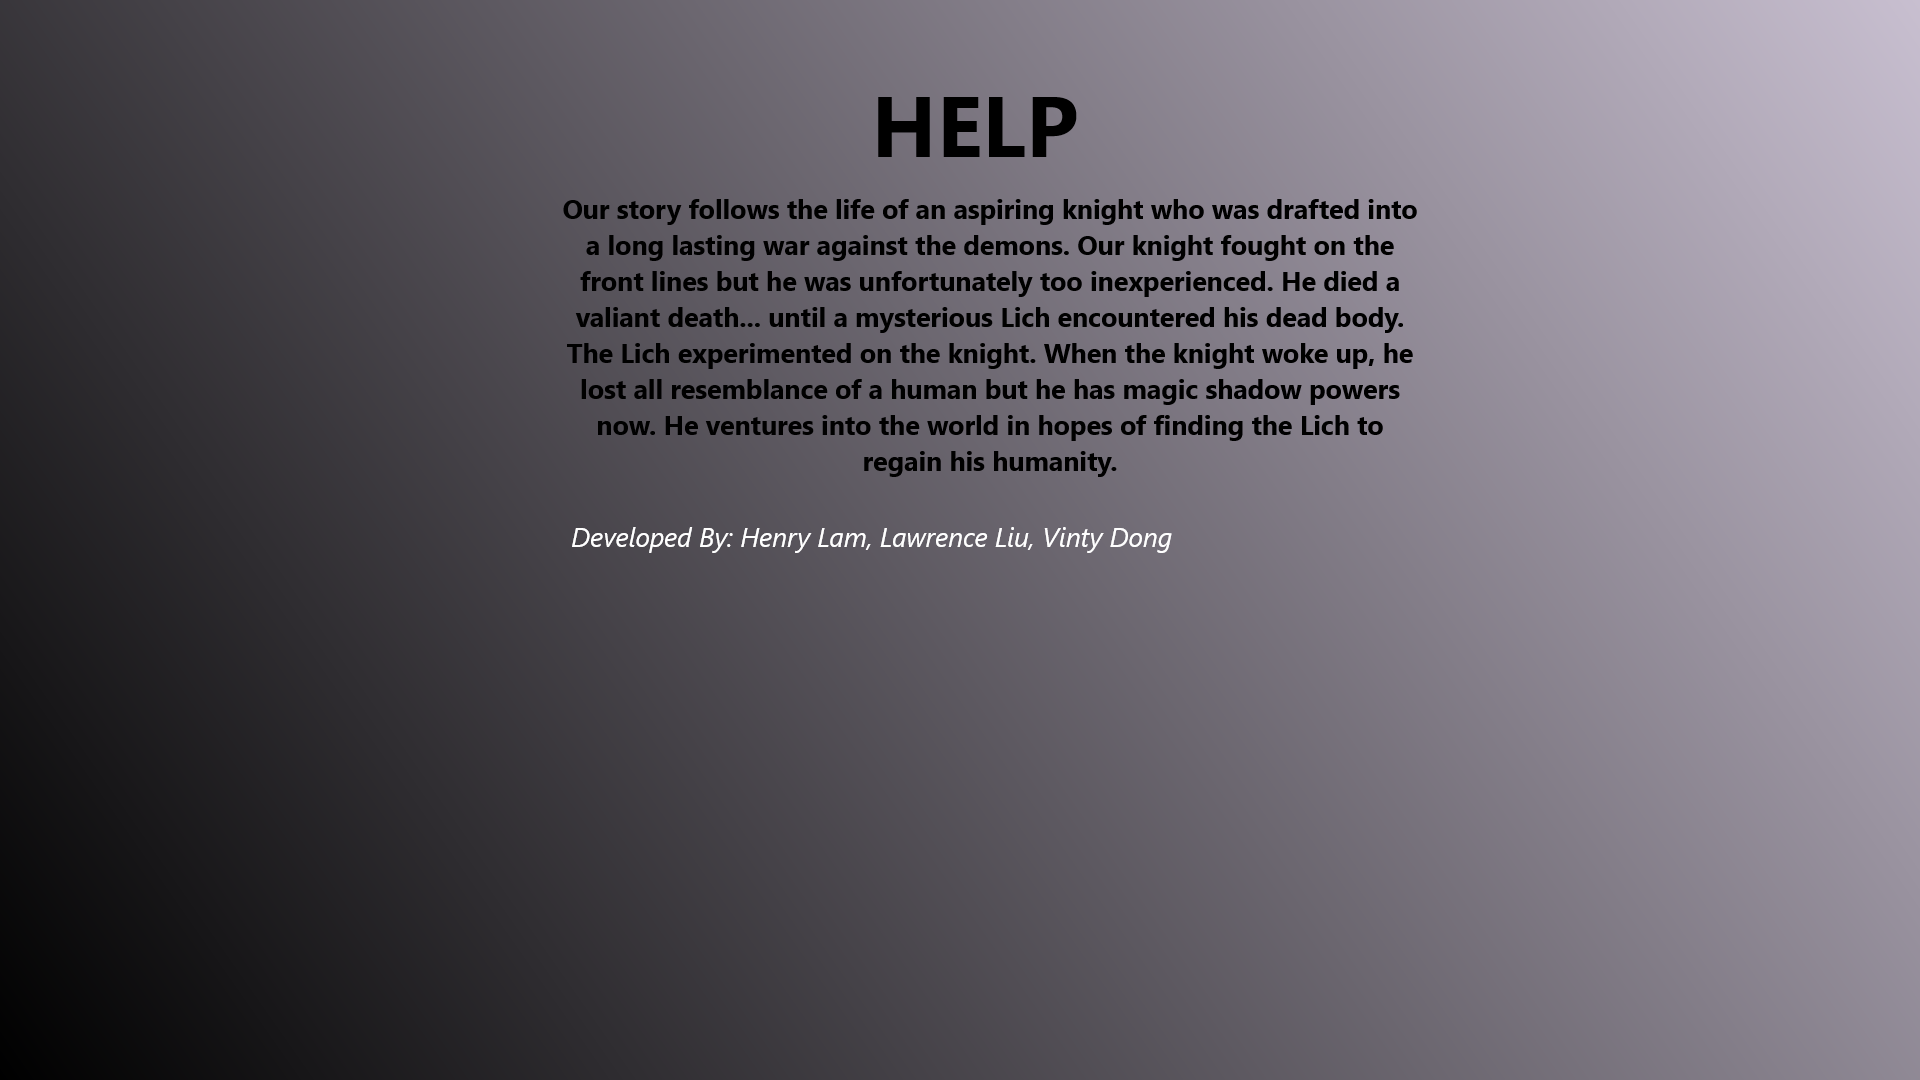 HELP
Our story follows the life of an aspiring knight who was drafted into
a long lasting war against the demons. Our knight fought on the
front lines but he was unfortunately too inexperienced. He died a
valiant death... until a mysterious Lich encountered his dead body.
The Lich experimented on the knight. When the knight woke up, he
lost all resemblance of a human but he has magic shadow powers
now. He ventures into the world in hopes of finding the Lich to
regain his humanity.
Developed By: Henry Lam, Lawrence Liu, Vinty Dong